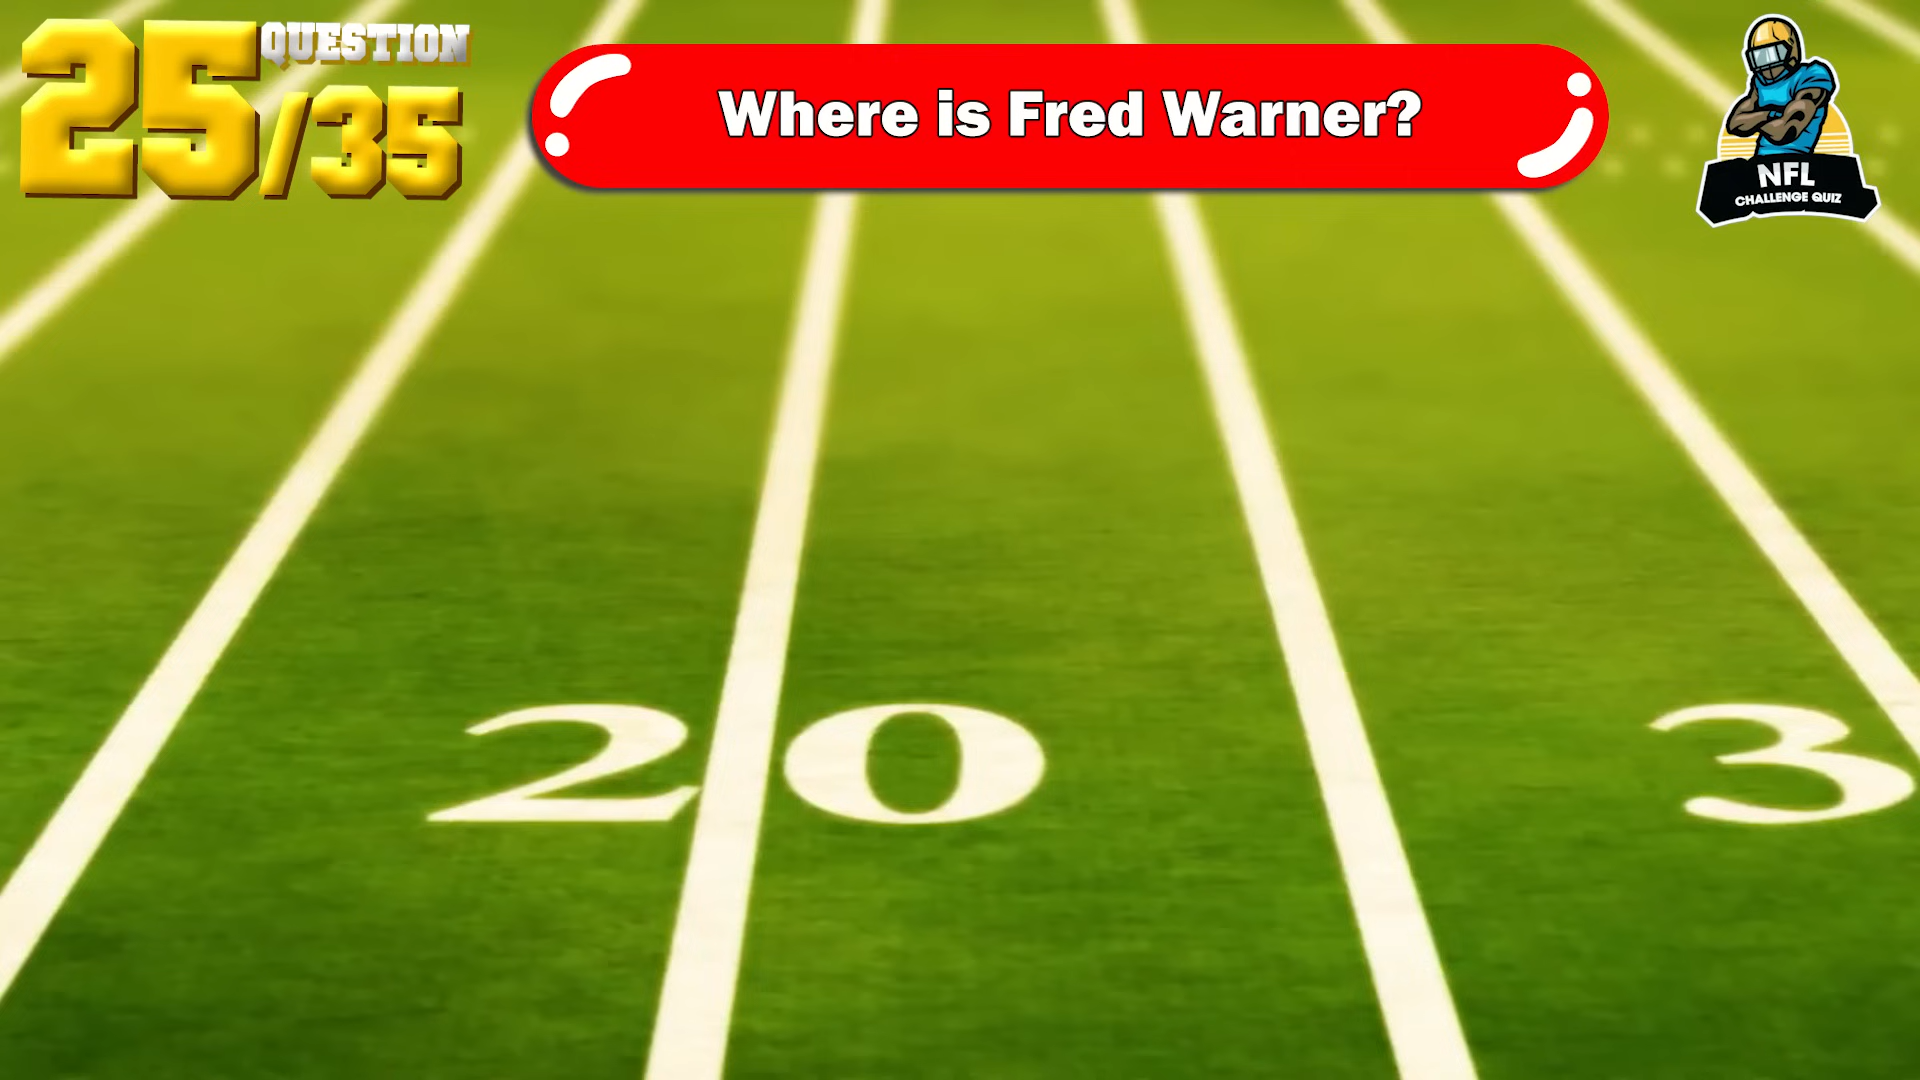 25
QUESTION
/35
Where is Fred Warner?
NFL
CHALLENGE QUIZ
20
3